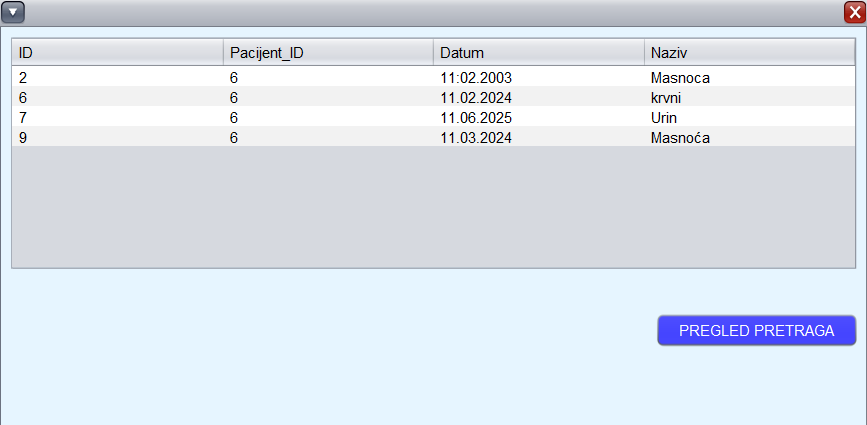 ID Pacijent_ID Datum Naziv
2 6 11:02.2003 Masnoca
6 6 11.02.2024 krvni
7 6 11.06.2025 Urin
9 6 11.03.2024 Masnoća
PREGLED PRETRAGA